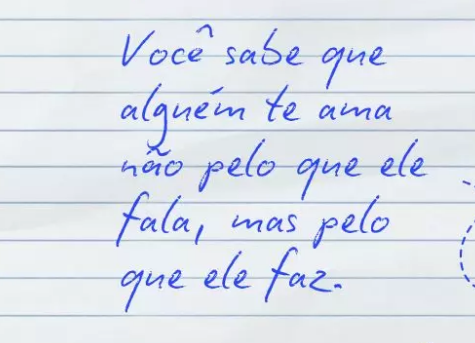 Você sabe que
alguém te ama
não pelo que ele
fala, mas pelo
que ele faz.